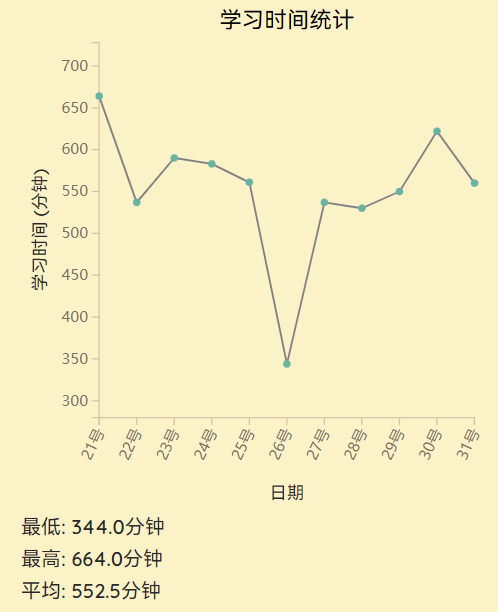 学习时间统计
700
650
600
550
500
450
400
350
300
学习时间 (分钟)
21号
22号
23号
24号
25号
26号
27号
28号
29号
30号
31号
日期
最低: 344.0分钟
最高: 664.0分钟
平均: 552.5分钟